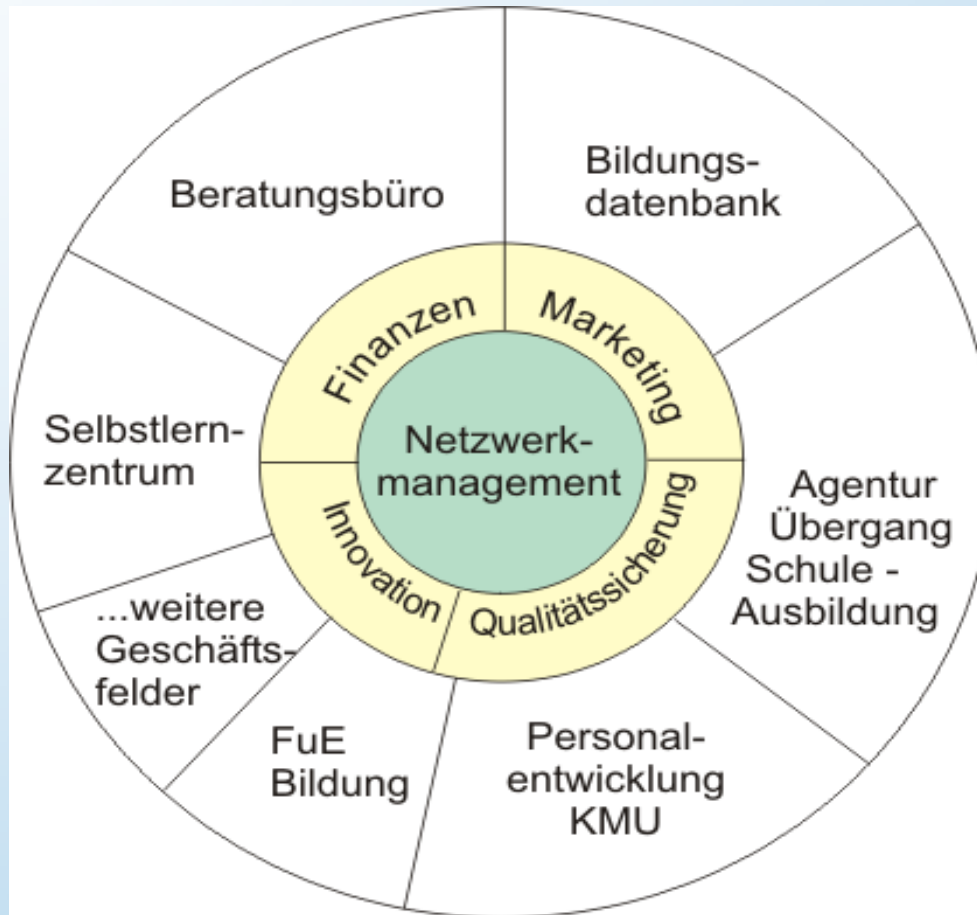 Bildungs-
datenbank
Beratungsbüro
Finanzen
Marketing
Netzwerk-
management
Selbstlern-
zentrum
Agentur
Übergang
Schule -
Ausbildung
Innovation
Qualitätssicherung
...weitere
Geschäfts-
felder
FuE
Bildung
Personal-
entwicklung
KMU